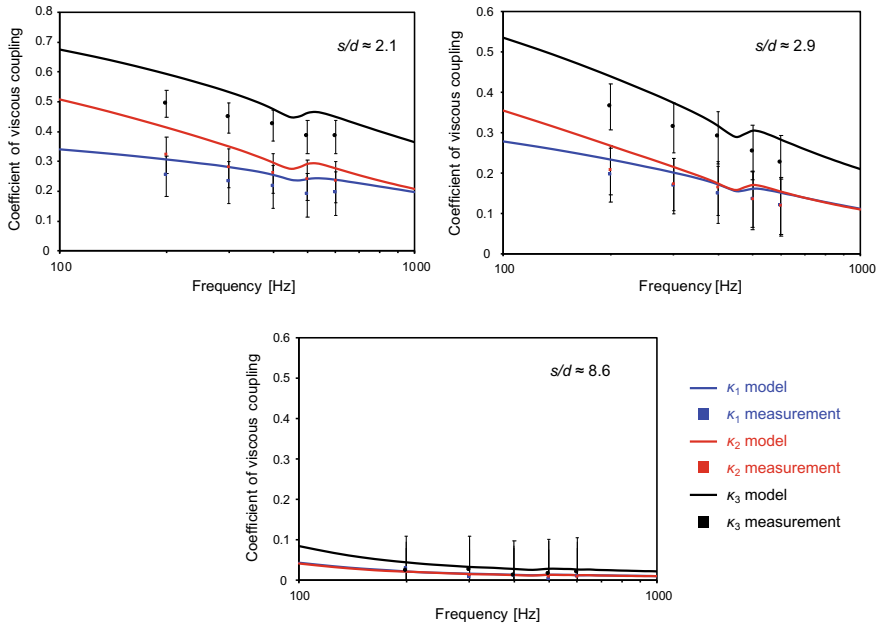 0.8
0.7
0.6
0.5
0.4
0.3
0.2
0.1
0
Coefficient of viscous coupling
s/d ≈ 2.1
100
1000
Frequency [Hz]
0.6
0.5
0.4
0.3
0.2
0.1
0
Coefficient of viscous coupling
s/d ≈ 2.9
100
1000
Frequency [Hz]
0.6
0.5
0.4
0.3
0.2
0.1
0
Coefficient of viscous coupling
s/d ≈ 8.6
100
1000
Frequency [Hz]
κ1 model
κ1 measurement
κ2 model
κ2 measurement
κ3 model
κ3 measurement